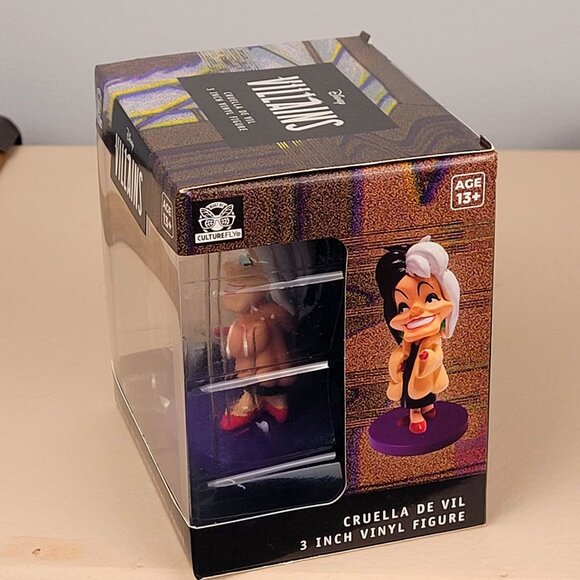 Disney
VILLAINS
CRUELLA DE VIL
3 INCH VINYL FIGURE
VILLAINS
CULTUREFLY®
AGE
13+
CRUELLA DE VIL
3 INCH VINYL FIGURE